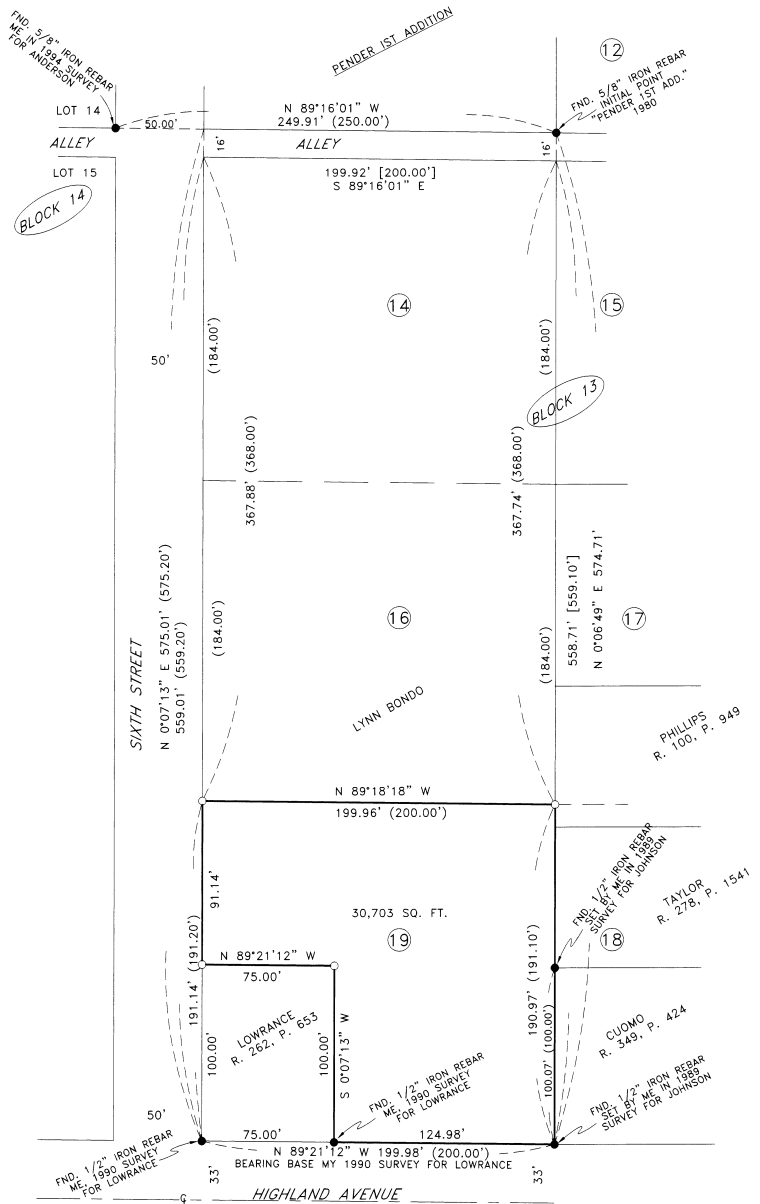 PENDER 1ST ADDITION
12
FND. 5/8" IRON REBAR
ME IN 1994 SURVEY
FOR ANDERSON
FND. 5/8" IRON REBAR
INITIAL POINT
"PENDER 1ST ADD."
1980
LOT 14
50.00'
N 89°16'01" W
249.91' (250.00')
ALLEY
16'
ALLEY
16'
LOT 15
199.92' [200.00']
S 89°16'01" E
BLOCK 14
14
15
50'
(184.00')
(184.00')
BLOCK 13
367.88' (368.00')
367.74' (368.00')
SIXTH STREET
N 0°07'13" E 575.01' (575.20')
559.01' (559.20')
(184.00')
16
(184.00')
558.71' [559.10']
N 0°06'49" E 574.71'
17
LYNN BONDO
PHILLIPS
R. 100, P. 949
N 89°18'18" W
199.96' (200.00')
91.14'
30,703 SQ. FT.
19
FND. 1/2" IRON REBAR
SET BY ME IN 1989
SURVEY FOR JOHNSON
TAYLOR
R. 278, P. 1541
18
191.14' (191.20')
N 89°21'12" W
75.00'
190.97' (191.10')
100.00'
LOWRANCE
R. 262, P. 653
100.00'
S 0°07'13" W
100.07' (100.00')
CUOMO
R. 349, P. 424
FND. 1/2" IRON REBAR
ME, 1990 SURVEY
FOR LOWRANCE
FND. 1/2" IRON REBAR
SET BY ME IN 1989
SURVEY FOR JOHNSON
50'
75.00'
124.98'
N 89°21'12" W 199.98' (200.00')
BEARING BASE MY 1990 SURVEY FOR LOWRANCE
FND. 1/2" IRON REBAR
ME, 1990 SURVEY
FOR LOWRANCE
33'
33'
℄
HIGHLAND AVENUE